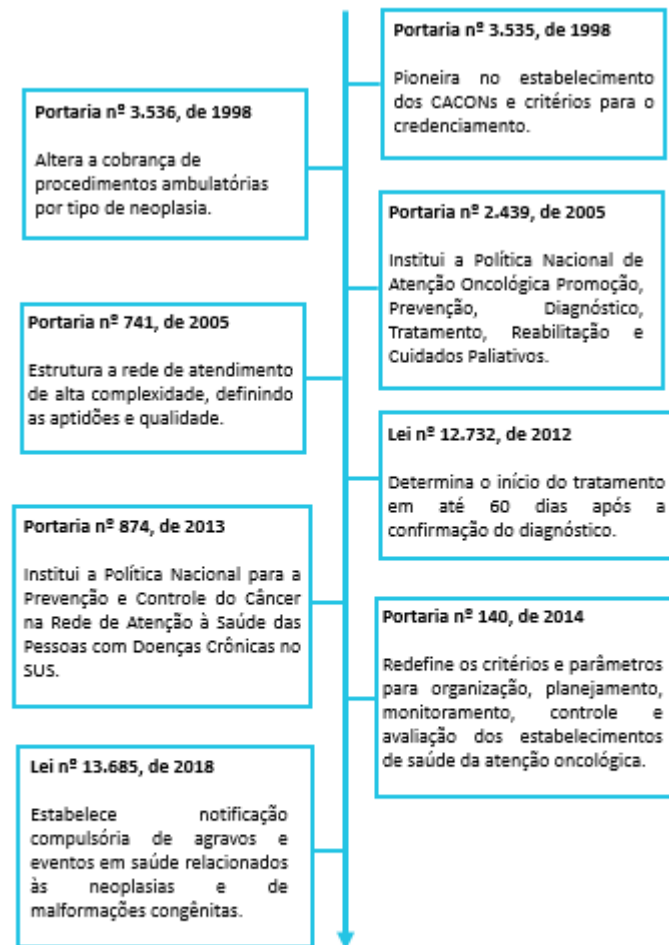 Portaria nº 3.535, de 1998
Pioneira no estabelecimento
dos CACONs e critérios para o
credenciamento.
Portaria nº 3.536, de 1998
Altera a cobrança de
procedimentos ambulatórias
por tipo de neoplasia.
Portaria nº 2.439, de 2005
Institui a Política Nacional de
Atenção Oncológica Promoção,
Prevenção, Diagnóstico,
Tratamento, Reabilitação e
Cuidados Paliativos.
Portaria nº 741, de 2005
Estrutura a rede de atendimento
de alta complexidade, definindo
as aptidões e qualidade.
Lei nº 12.732, de 2012
Determina o início do tratamento
em até 60 dias após a
confirmação do diagnóstico.
Portaria nº 874, de 2013
Institui a Política Nacional para a
Prevenção e Controle do Câncer
na Rede de Atenção à Saúde das
Pessoas com Doenças Crônicas no
SUS.
Portaria nº 140, de 2014
Redefine os critérios e parâmetros
para organização, planejamento,
monitoramento, controle e
avaliação dos estabelecimentos
de saúde da atenção oncológica.
Lei nº 13.685, de 2018
Estabelece notificação
compulsória de agravos e
eventos em saúde relacionados
às neoplasias e de
malformações congênitas.